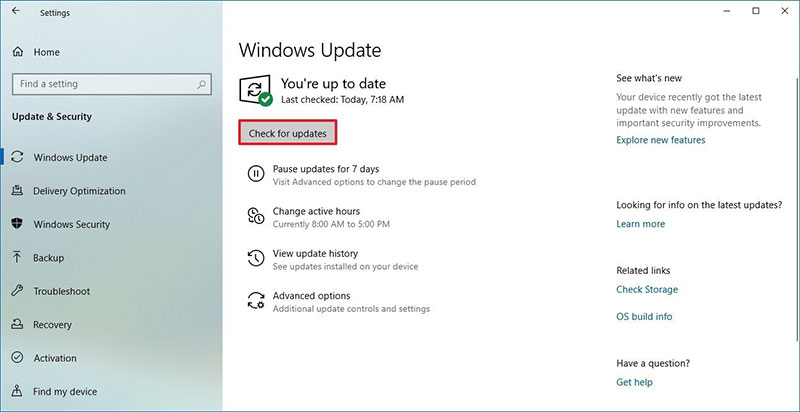 Settings
Home
Find a setting
Update & Security
Windows Update
Delivery Optimization
Windows Security
Backup
Troubleshoot
Recovery
Activation
Find my device
Windows Update
You're up to date
Last checked: Today, 7:18 AM
Check for updates
Pause updates for 7 days
Visit Advanced options to change the pause period
Change active hours
Currently 8:00 AM to 5:00 PM
View update history
See updates installed on your device
Advanced options
Additional update controls and settings
See what's new
Your device recently got the latest
update with new features and
important security improvements.
Explore new features
Looking for info on the latest updates?
Learn more
Related links
Check Storage
OS build info
Have a question?
Get help